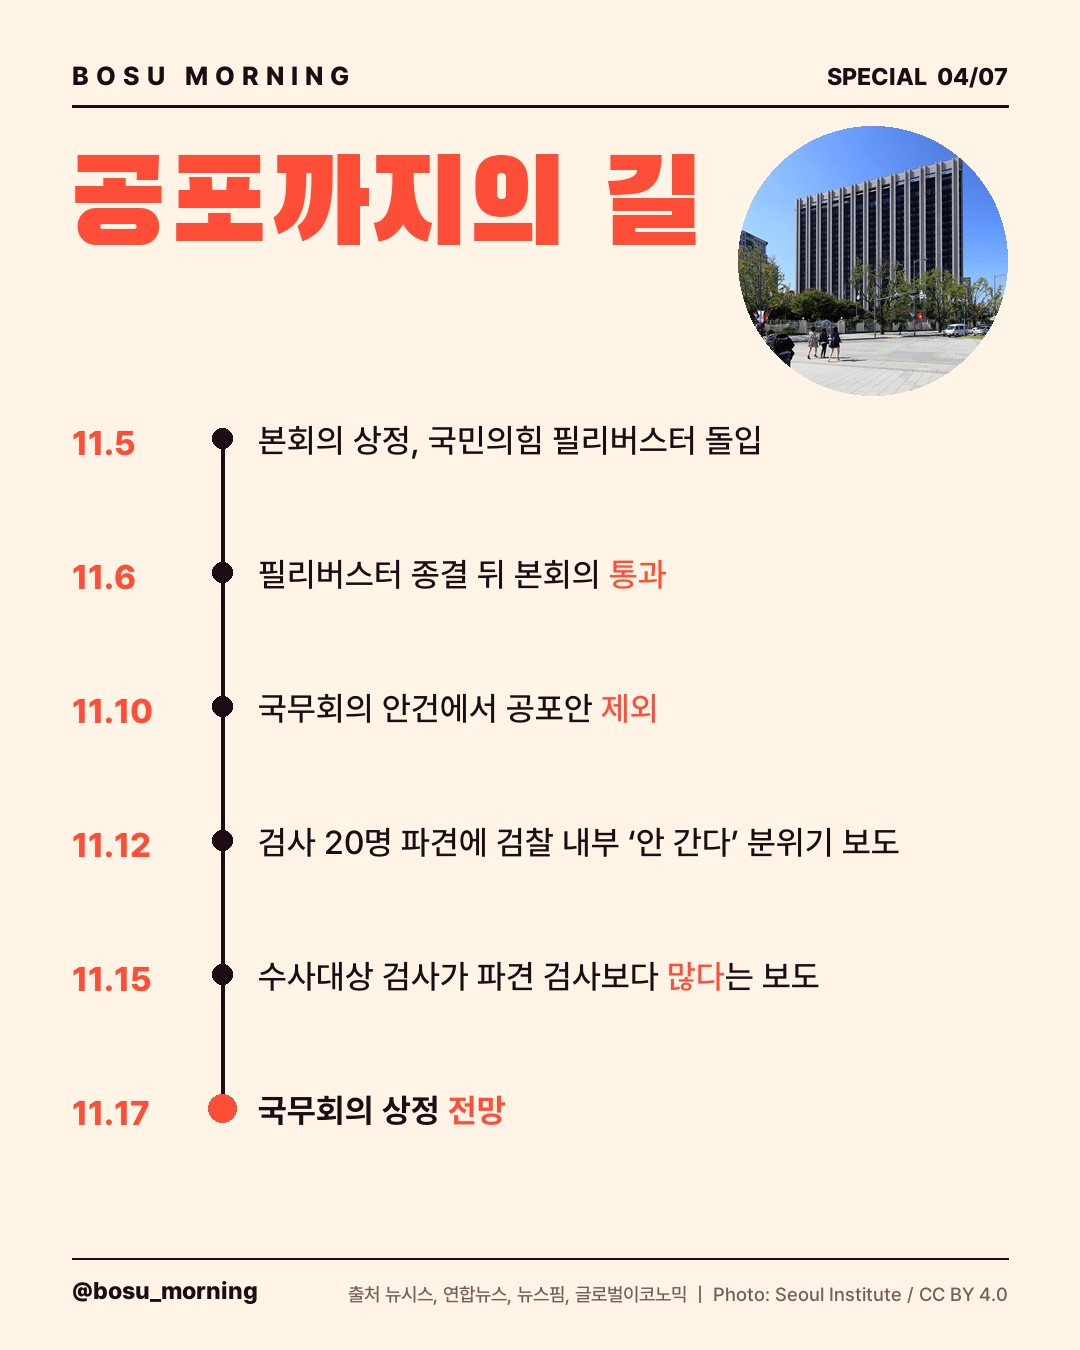 BOSU MORNING
SPECIAL 04/07
공포까지의 길
11.5 본회의 상정, 국민의힘 필리버스터 돌입
11.6 필리버스터 종결 뒤 본회의 통과
11.10 국무회의 안건에서 공포안 제외
11.12 검사 20명 파견에 검찰 내부 ‘안 간다’ 분위기 보도
11.15 수사대상 검사가 파견 검사보다 많다는 보도
11.17 국무회의 상정 전망
@bosu_morning
출처 뉴시스, 연합뉴스, 뉴스핌, 글로벌이코노믹 | Photo: Seoul Institute / CC BY 4.0